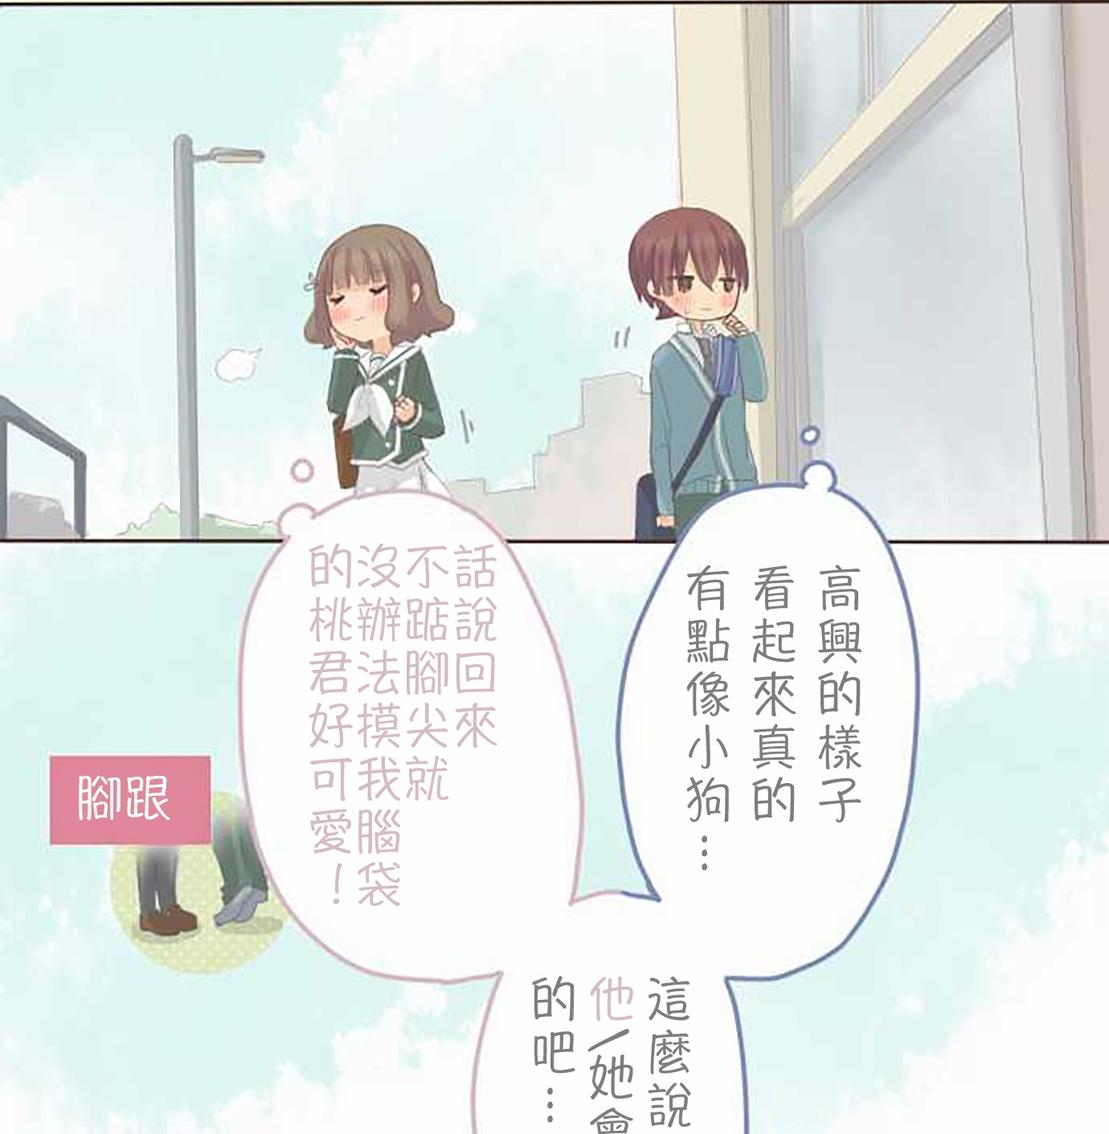 高興的樣子
看起來真的
有點像小狗…
話說回來
不踮腳尖就
沒辦法摸我腦袋
的桃君好可愛！
腳跟
這麼說
他/她會
的吧…